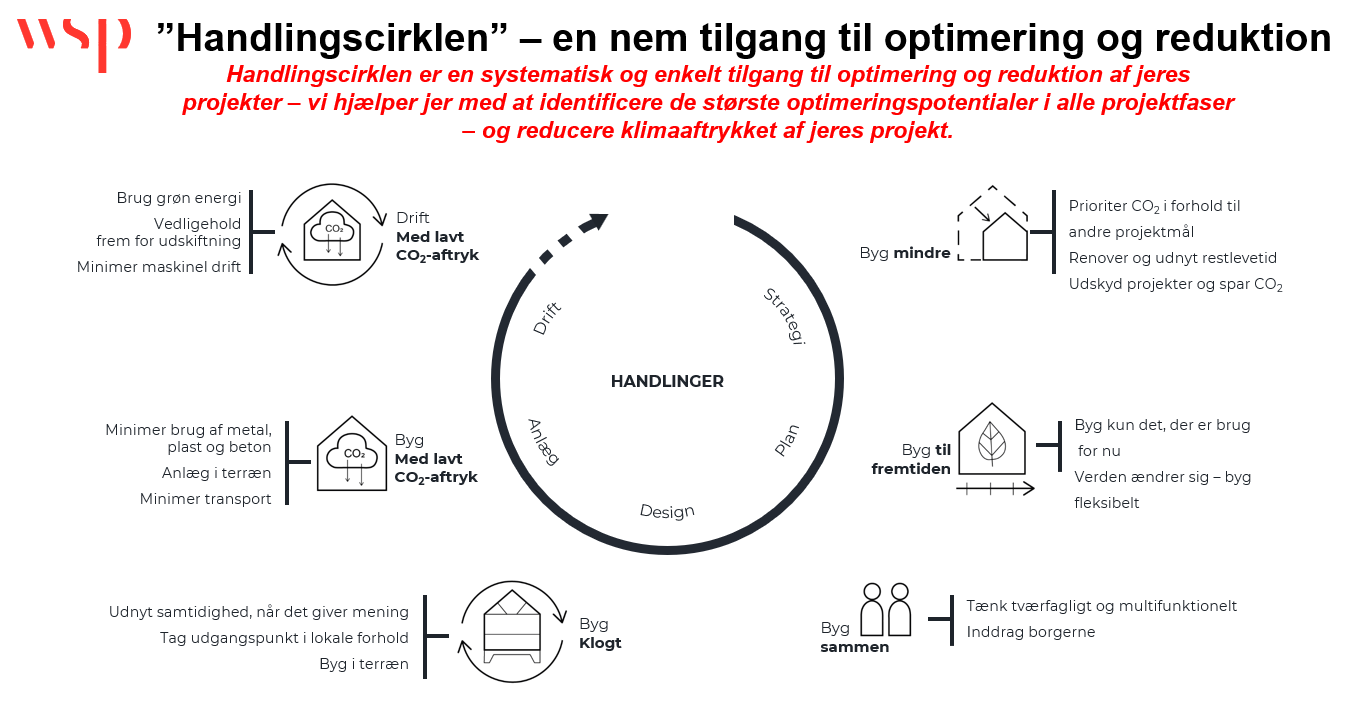 wsp
”Handlingscirklen” – en nem tilgang til optimering og reduktion
Handlingscirklen er en systematisk og enkelt tilgang til optimering og reduktion af jeres
projekter – vi hjælper jer med at identificere de største optimeringspotentialer i alle projektfaser
– og reducere klimaaftrykket af jeres projekt.
Brug grøn energi
Vedligehold
frem for udskiftning
Minimer maskinel drift
CO₂
Drift
Med lavt
CO₂-aftryk
Byg mindre
Prioriter CO₂ i forhold til
andre projektmål
Renover og udnyt restlevetid
Udskyd projekter og spar CO₂
Drift
Strategi
HANDLINGER
Anlæg
Plan
Design
Minimer brug af metal,
plast og beton
Anlæg i terræn
Minimer transport
CO₂
Byg
Med lavt
CO₂-aftryk
Byg til
fremtiden
Byg kun det, der er brug
for nu
Verden ændrer sig – byg
fleksibelt
Udnyt samtidighed, når det giver mening
Tag udgangspunkt i lokale forhold
Byg i terræn
Byg
Klogt
Byg
sammen
Tænk tværfagligt og multifunktionelt
Inddrag borgerne